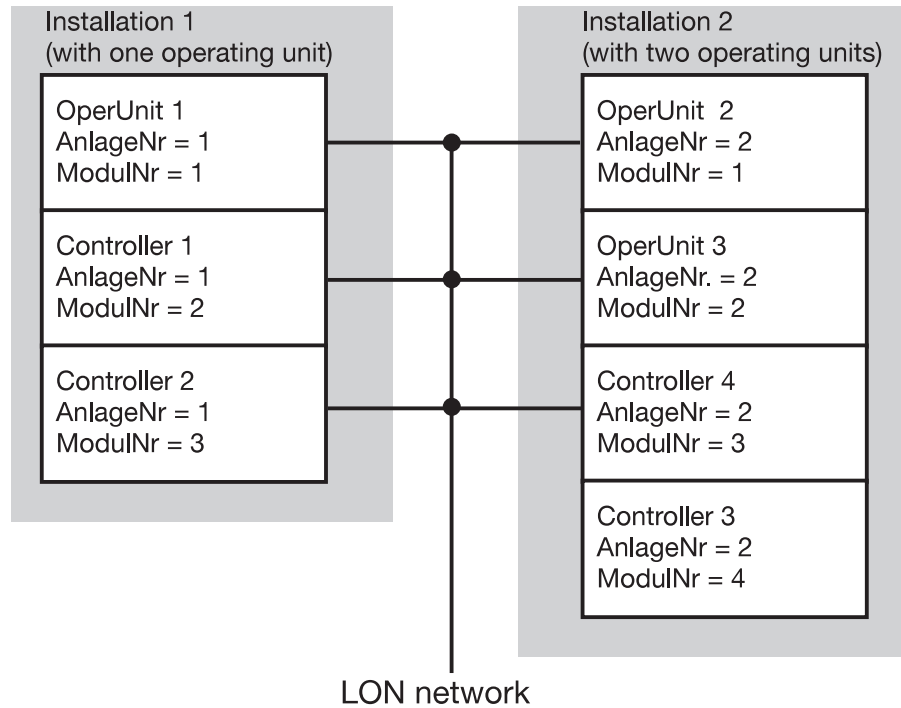 Installation 1
(with one operating unit)
OperUnit 1
AnlageNr = 1
ModulNr = 1
Controller 1
AnlageNr = 1
ModulNr = 2
Controller 2
AnlageNr = 1
ModulNr = 3
Installation 2
(with two operating units)
OperUnit  2
AnlageNr = 2
ModulNr = 1
OperUnit 3
AnlageNr. = 2
ModulNr = 2
Controller 4
AnlageNr = 2
ModulNr = 3
Controller 3
AnlageNr = 2
ModulNr = 4
LON network